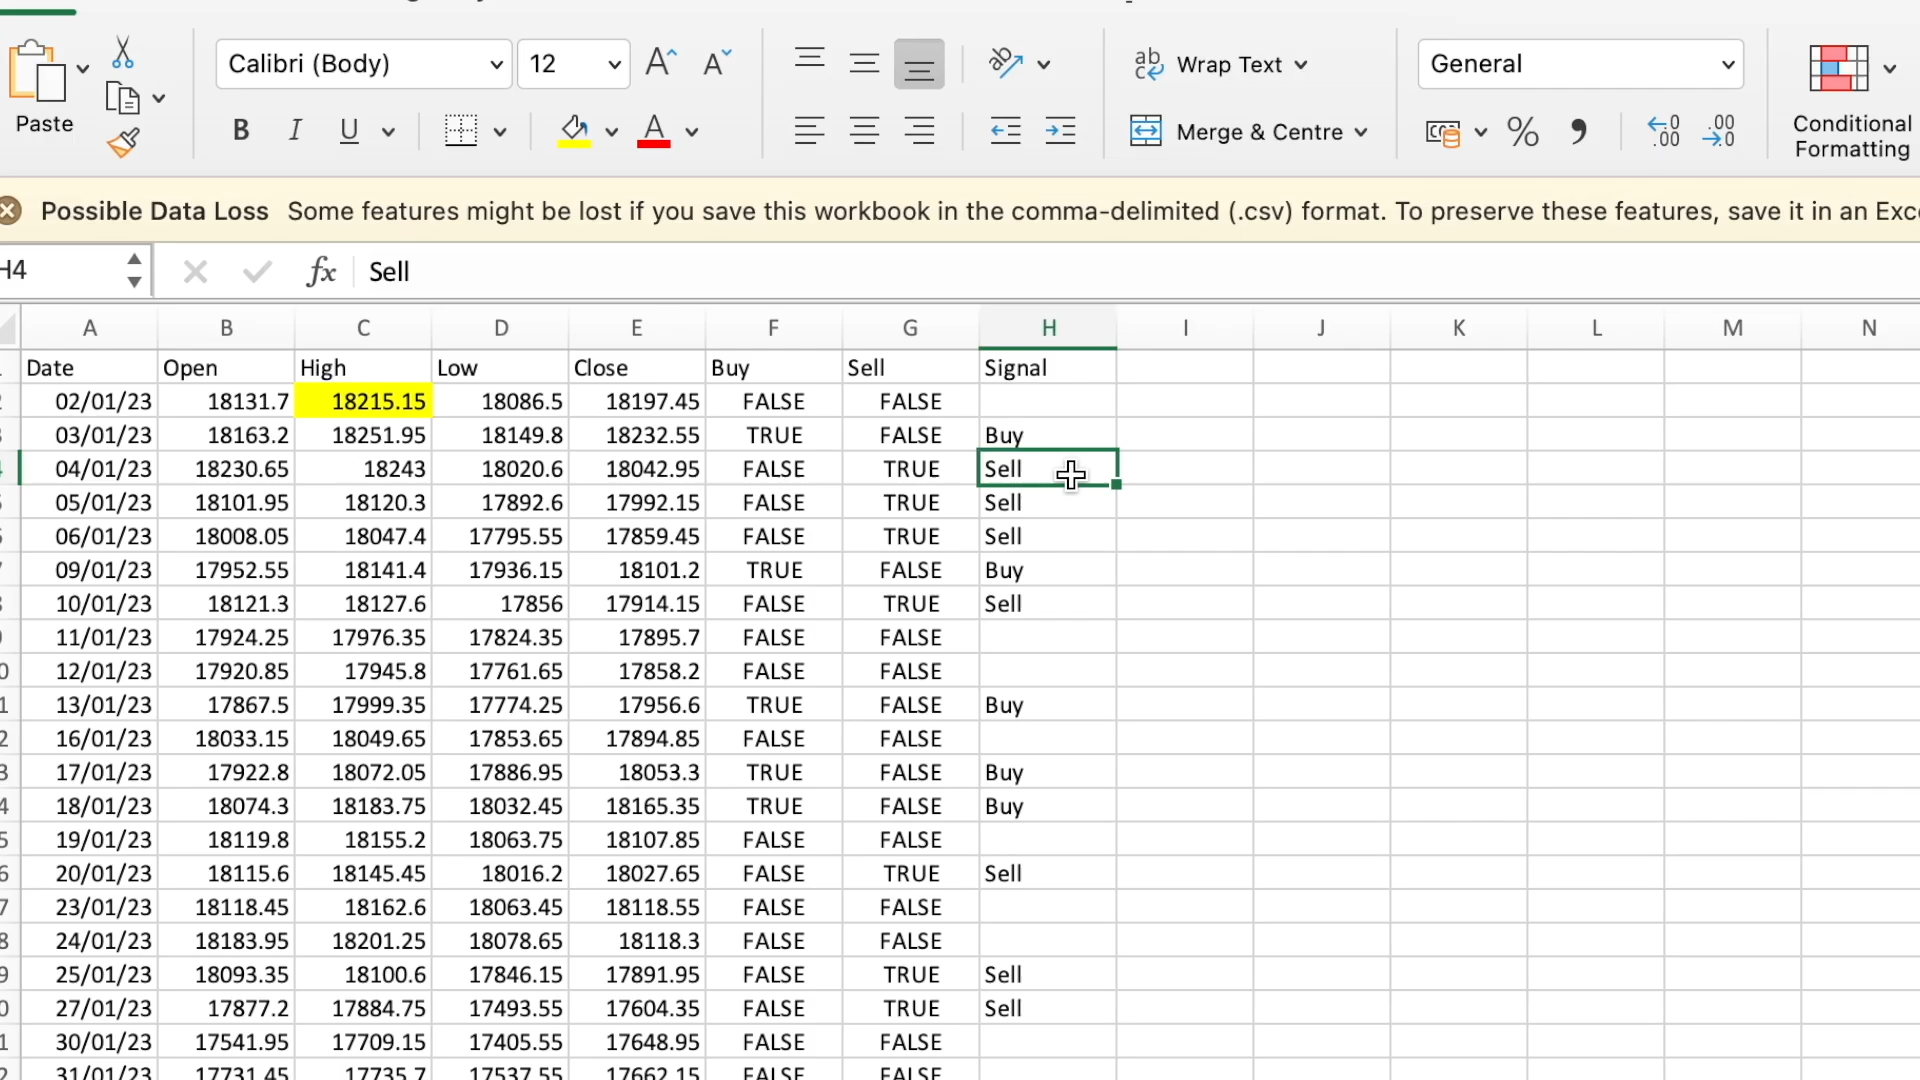 Calibri (Body) 12 Wrap Text General
Paste B I U A Merge & Centre % Conditional Formatting
Possible Data Loss Some features might be lost if you save this workbook in the comma-delimited (.csv) format. To preserve these features, save it in an
H4 fx Sell
A B C D E F G H I J K L M N
Date Open High Low Close Buy Sell Signal
02/01/23 18131.7 18215.15 18086.5 18197.45 FALSE FALSE
03/01/23 18163.2 18251.95 18149.8 18232.55 TRUE FALSE Buy
04/01/23 18230.65 18243 18020.6 18042.95 FALSE TRUE Sell
05/01/23 18101.95 18120.3 17892.6 17992.15 FALSE TRUE Sell
06/01/23 18008.05 18047.4 17795.55 17859.45 FALSE TRUE Sell
09/01/23 17952.55 18141.4 17936.15 18101.2 TRUE FALSE Buy
10/01/23 18121.3 18127.6 17856 17914.15 FALSE TRUE Sell
11/01/23 17924.25 17976.35 17824.35 17895.7 FALSE FALSE
12/01/23 17920.85 17945.8 17761.65 17858.2 FALSE FALSE
13/01/23 17867.5 17999.35 17774.25 17956.6 TRUE FALSE Buy
16/01/23 18033.15 18049.65 17853.65 17894.85 FALSE FALSE
17/01/23 17922.8 18072.05 17886.95 18053.3 TRUE FALSE Buy
18/01/23 18074.3 18183.75 18032.45 18165.35 TRUE FALSE Buy
19/01/23 18119.8 18155.2 18063.75 18107.85 FALSE FALSE
20/01/23 18115.6 18145.45 18016.2 18027.65 FALSE TRUE Sell
23/01/23 18118.45 18162.6 18063.45 18118.55 FALSE FALSE
24/01/23 18183.95 18201.25 18078.65 18118.3 FALSE FALSE
25/01/23 18093.35 18100.6 17846.15 17891.95 FALSE TRUE Sell
27/01/23 17877.2 17884.75 17493.55 17604.35 FALSE TRUE Sell
30/01/23 17541.95 17709.15 17405.55 17648.95 FALSE FALSE
31/01/23 17731.45 17735.7 17537.55 17662.15 FALSE FALSE